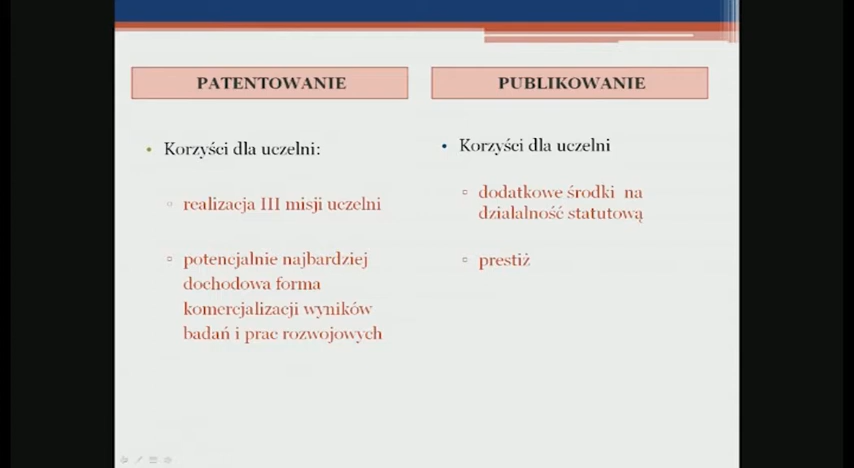 PATENTOWANIE
• Korzyści dla uczelni:
▫ realizacja III misji uczelni
▫ potencjalnie najbardziej
dochodowa forma
komercjalizacji wyników
badań i prac rozwojowych
PUBLIKOWANIE
• Korzyści dla uczelni
▫ dodatkowe środki na
działalność statutową
▫ prestiż